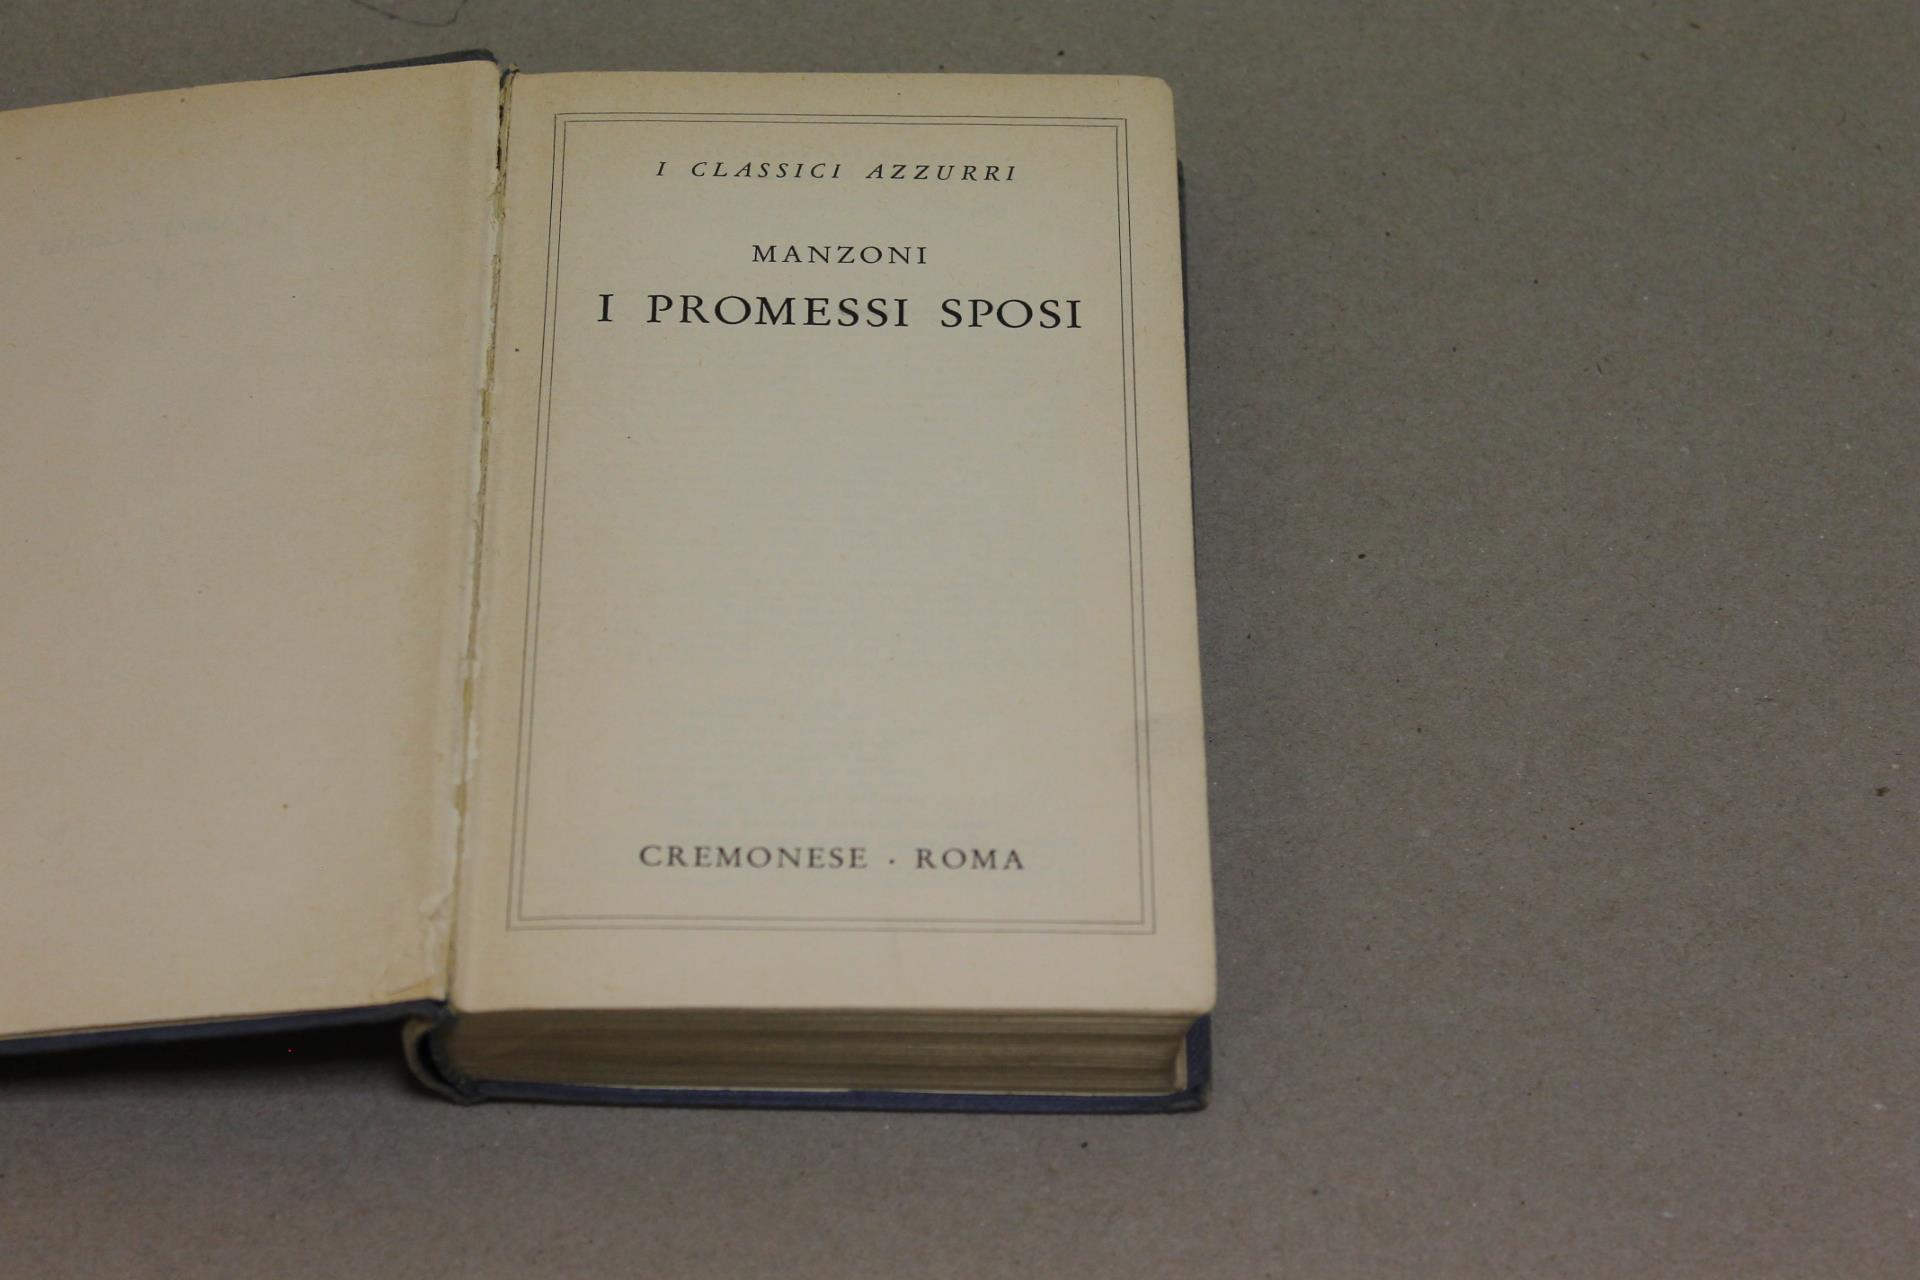 I CLASSICI AZZURRI
MANZONI
I PROMESSI SPOSI
CREMONESE · ROMA